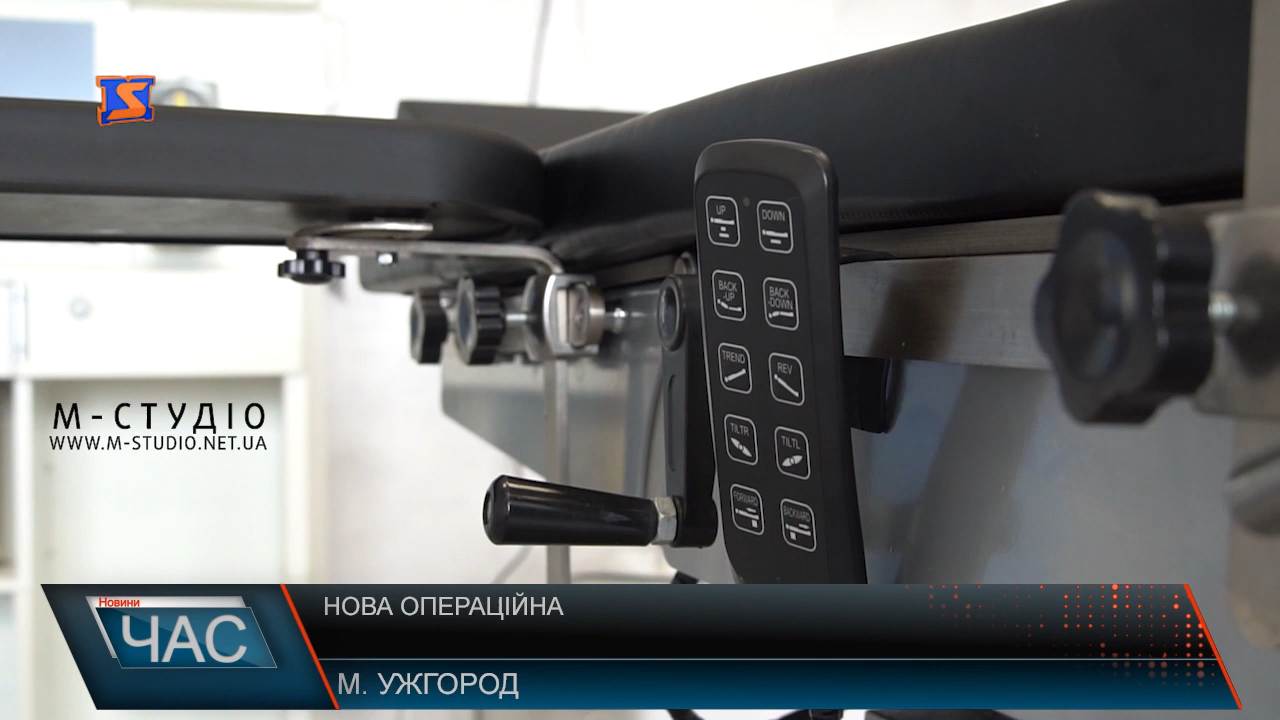 UP
DOWN
BACK
-UP
BACK
-DOWN
TREND
REV
TILTR
TILTL
FORWARD
BACKWARD
М-СТУДІО
WWW.M-STUDIO.NET.UA
Новини
ЧАС
НОВА ОПЕРАЦІЙНА
М. УЖГОРОД